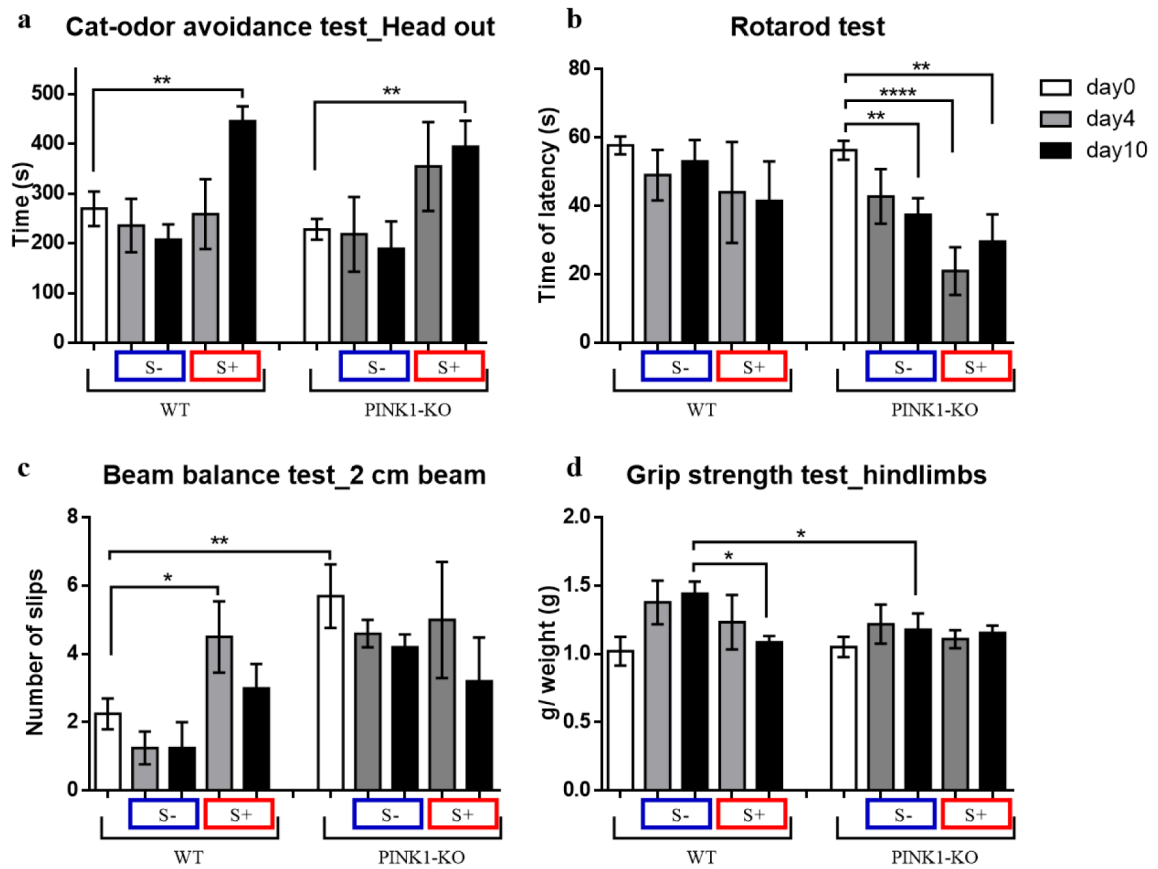 a Cat-odor avoidance test_Head out
Time (s)
500
400
300
200
100
0
**
**
S-
S+
S-
S+
WT
PINK1-KO
b Rotarod test
Time of latency (s)
80
60
40
20
0
**
****
**
S-
S+
S-
S+
WT
PINK1-KO
day0
day4
day10
c Beam balance test_2 cm beam
Number of slips
8
6
4
2
0
**
*
S-
S+
S-
S+
WT
PINK1-KO
d Grip strength test_hindlimbs
g/ weight (g)
2.0
1.5
1.0
0.5
0.0
*
*
S-
S+
S-
S+
WT
PINK1-KO